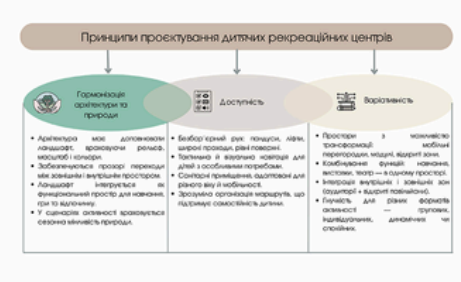 Принципи проєктування дитячих рекреаційних центрів
Гармонізація
архітектури та
природи
Доступність
Варіативність
• Архітектура має доповнювати
ландшафт, враховуючи рельєф,
масштаб і кольори.
• Забезпечуються прозорі переходи
між зовнішнім і внутрішнім простором.
• Ландшафт інтегрується як
функціональний простір для навчання,
гри та відпочинку.
• У сценаріях активності враховується
сезонна мінливість природи.
• Безбар'єрний рух: пандуси, ліфти,
широкі проходи, рівні поверхні.
• Тактильна й візуальна навігація для
дітей з особливими потребами.
• Санітарні приміщення, адаптовані для
різного віку й мобільності.
• Зрозуміла організація маршрутів, що
підтримує самостійність дитини.
• Простори з можливістю
трансформації: мобільні
перегородки, модулі, відкриті зони.
• Комбінування функцій: навчання,
виставки, театр — в одному просторі.
• Інтеграція внутрішніх і зовнішніх зон
(аудиторії + відкриті павільйони).
• Гнучкість для різних форматів
активності — групових,
індивідуальних, динамічних чи
спокійних.